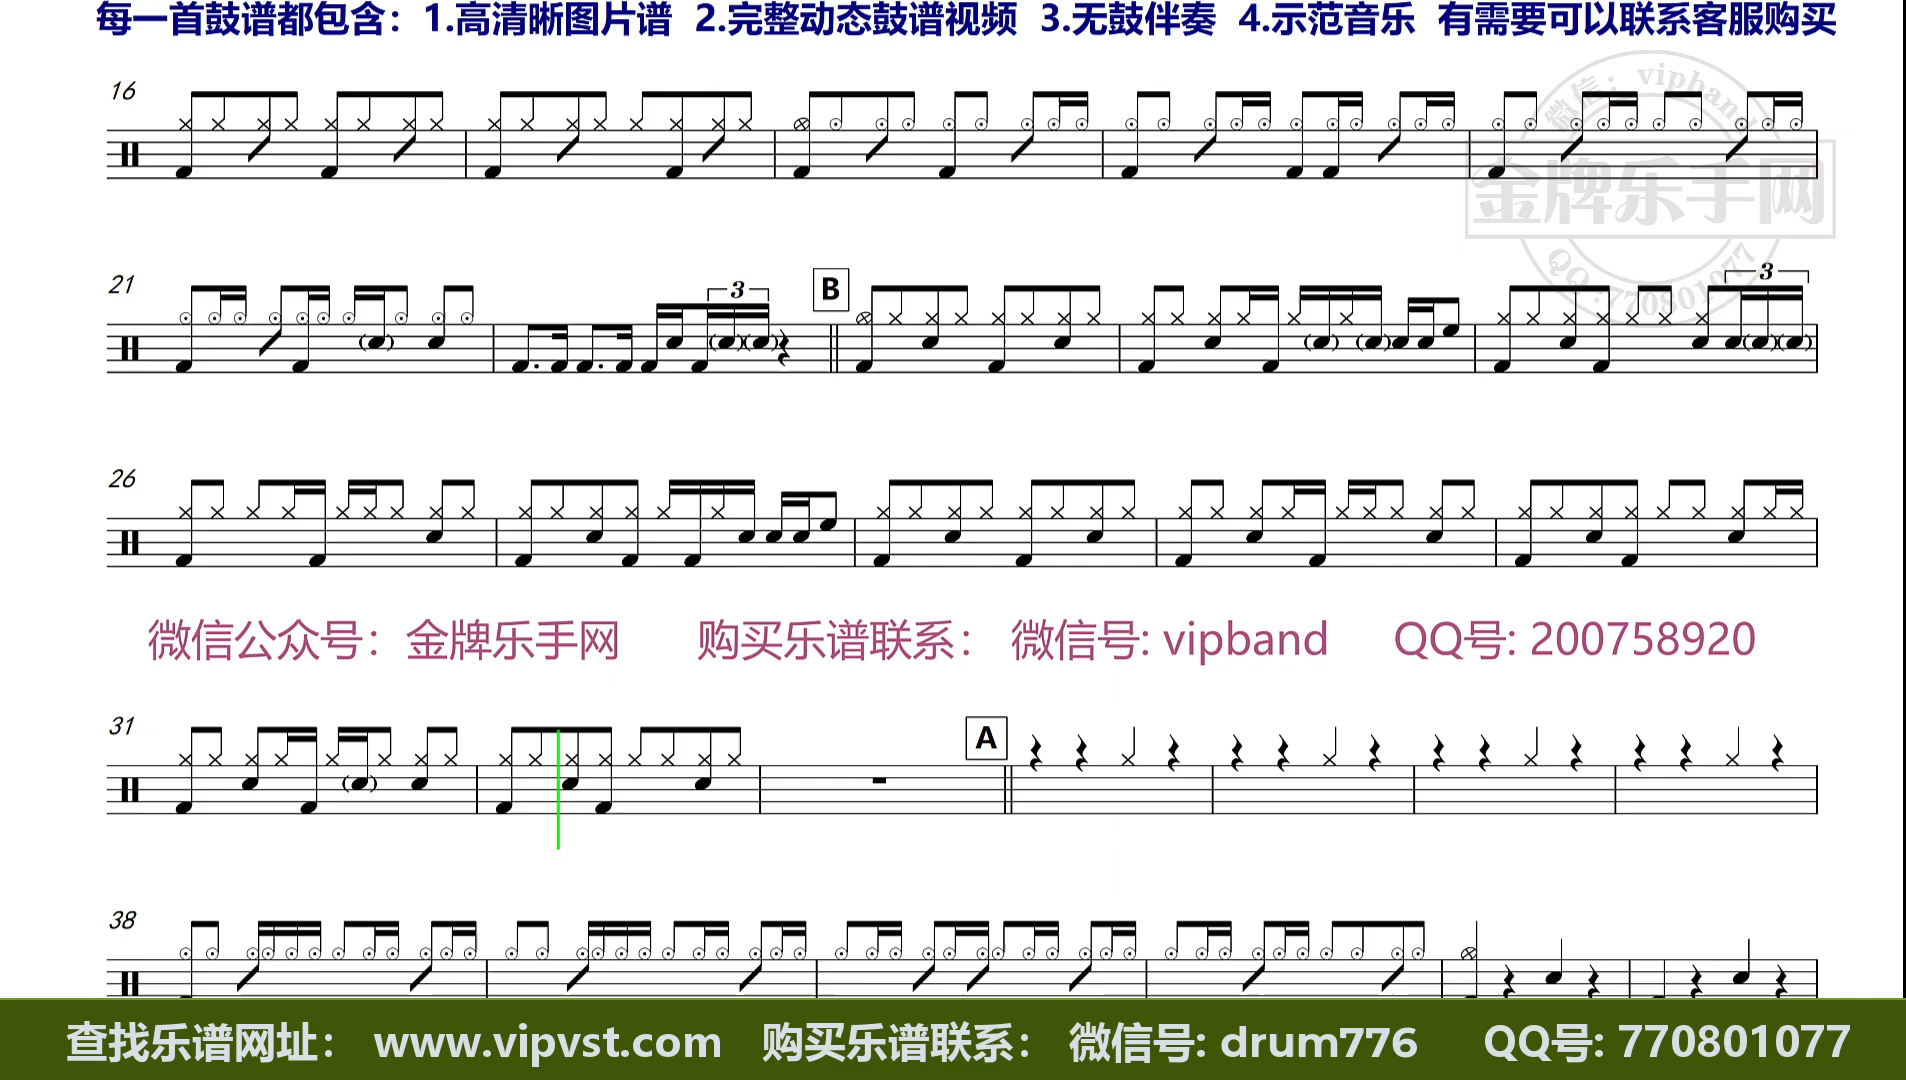 每一首鼓谱都包含：1.高清晰图片谱 2.完整动态鼓谱视频 3.无鼓伴奏 4.示范音乐 有需要可以联系客服购买
16
微信：vipband
金牌乐手网
QQ:770801077
21
3
B
3
26
微信公众号：金牌乐手网 购买乐谱联系： 微信号: vipband QQ号: 200758920
31
A
38
查找乐谱网址： www.vipvst.com 购买乐谱联系： 微信号: drum776 QQ号: 770801077